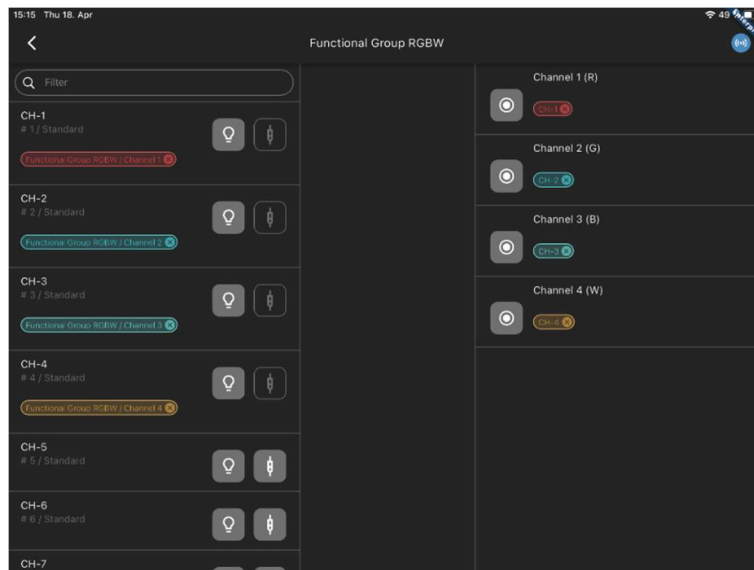 15:15 Thu 18. Apr
49
Functional Group RGBW
Filter
CH-1
# 1 / Standard
Functional Group RGBW / Channel 1
CH-2
# 2 / Standard
Functional Group RGBW / Channel 2
CH-3
# 3 / Standard
Functional Group RGBW / Channel 3
CH-4
# 4 / Standard
Functional Group RGBW / Channel 4
CH-5
# 5 / Standard
CH-6
# 6 / Standard
CH-7
Channel 1 (R)
CH-1
Channel 2 (G)
CH-2
Channel 3 (B)
CH-3
Channel 4 (W)
CH-4